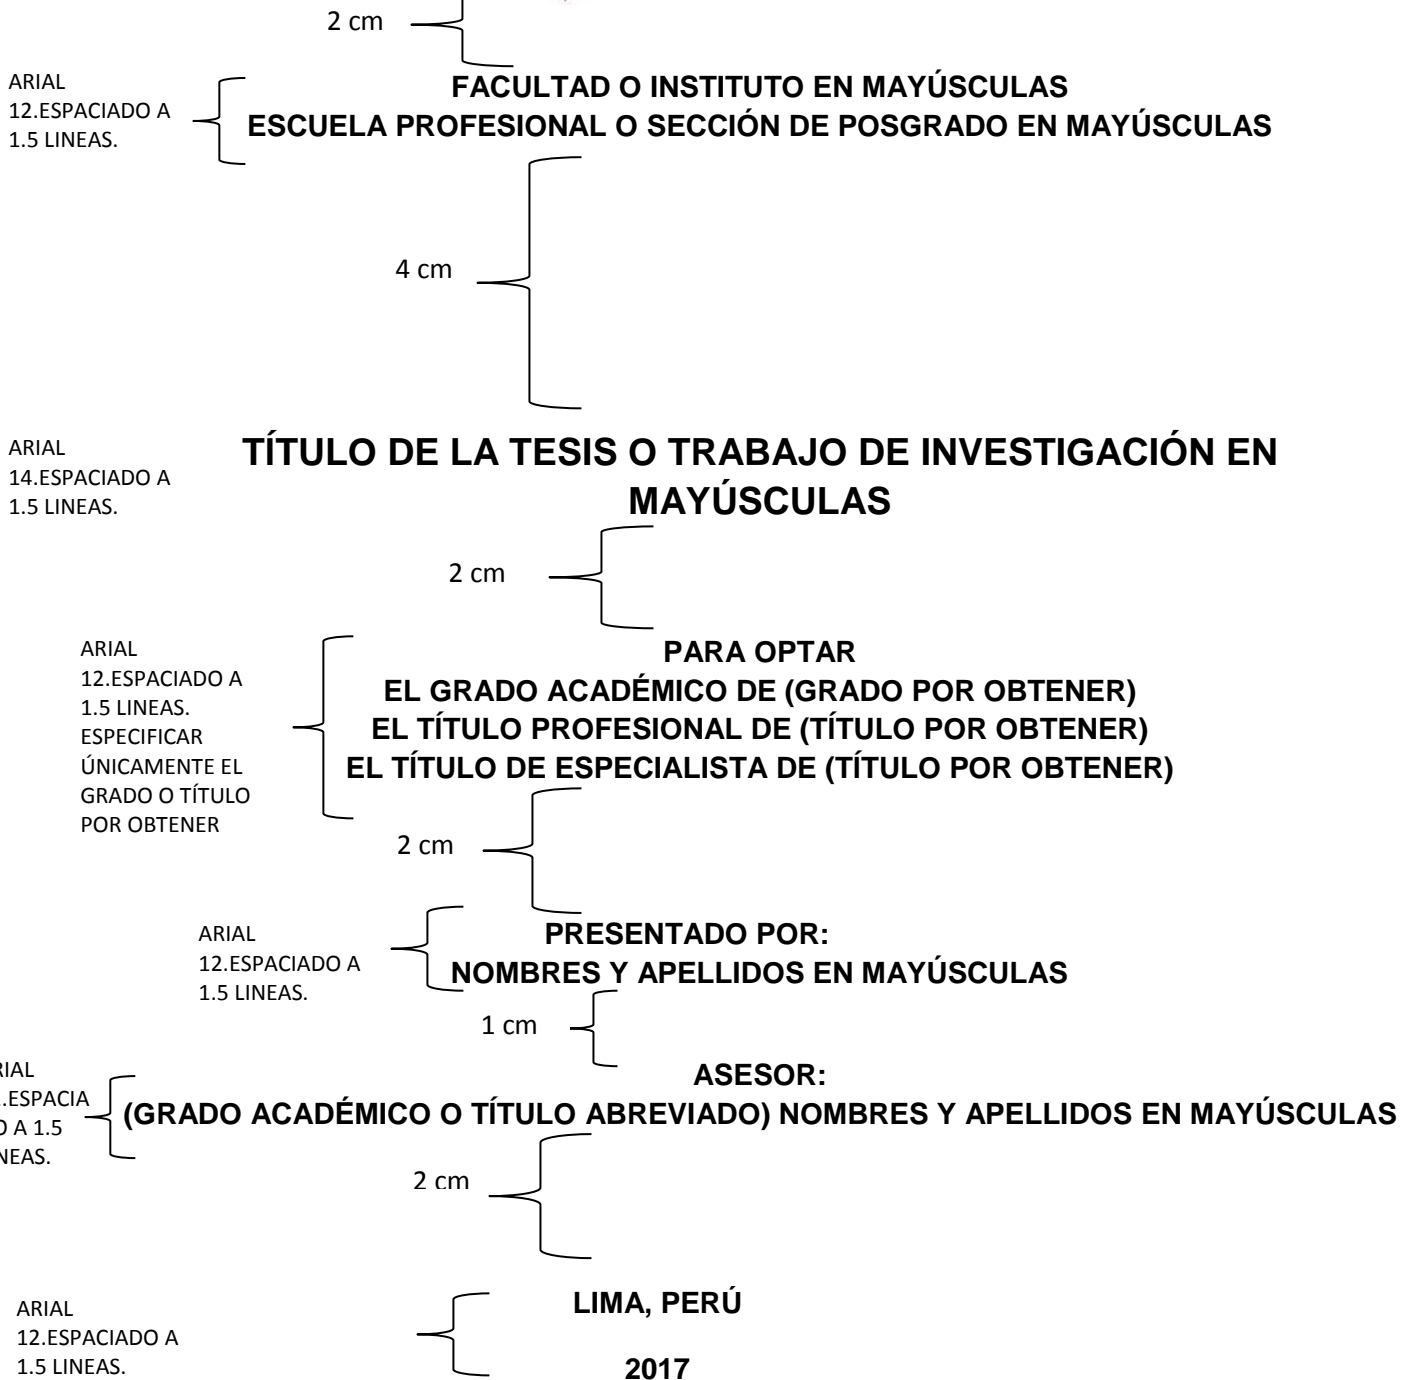 2 cm
ARIAL
12.ESPACIADO A
1.5 LINEAS.
FACULTAD O INSTITUTO EN MAYÚSCULAS
ESCUELA PROFESIONAL O SECCIÓN DE POSGRADO EN MAYÚSCULAS
4 cm
ARIAL
14.ESPACIADO A
1.5 LINEAS.
TÍTULO DE LA TESIS O TRABAJO DE INVESTIGACIÓN EN
MAYÚSCULAS
2 cm
ARIAL
12.ESPACIADO A
1.5 LINEAS.
ESPECIFICAR
ÚNICAMENTE EL
GRADO O TÍTULO
POR OBTENER
PARA OPTAR
EL GRADO ACADÉMICO DE (GRADO POR OBTENER)
EL TÍTULO PROFESIONAL DE (TÍTULO POR OBTENER)
EL TÍTULO DE ESPECIALISTA DE (TÍTULO POR OBTENER)
2 cm
ARIAL
12.ESPACIADO A
1.5 LINEAS.
PRESENTADO POR:
NOMBRES Y APELLIDOS EN MAYÚSCULAS
1 cm
RIAL
.ESPACIA
O A 1.5
NEAS.
ASESOR:
(GRADO ACADÉMICO O TÍTULO ABREVIADO) NOMBRES Y APELLIDOS EN MAYÚSCULAS
2 cm
ARIAL
12.ESPACIADO A
1.5 LINEAS.
LIMA, PERÚ
2017